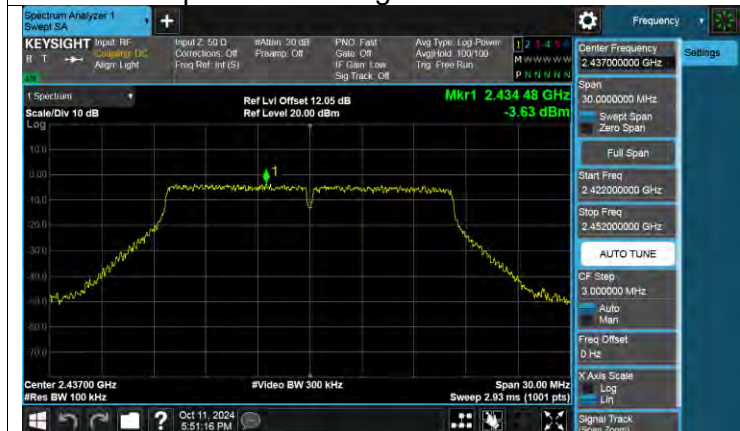 Spectrum Analyzer 1
Swept SA
+
Frequency
KEYSIGHT
R T
Input: RF
Coupling: DC
Align: Light
Input Z: 50 Ω
Corrections: Off
Freq Ref: Int (S)
#Atten: 30 dB
Preamp: Off
PNO: Fast
Gate: Off
IF Gain: Low
Sig Track: Off
Avg Type: Log-Power
Avg|Hold: 100/100
Trig: Free Run
1 2 3 4 5 6
M W W W W W
P N N N N N
1 Spectrum
Scale/Div 10 dB
Ref Lvl Offset 12.05 dB
Ref Level 20.00 dBm
Mkr1 2.434 48 GHz
-3.63 dBm
Log
10.0
0.00
-10.0
-20.0
-30.0
-40.0
-50.0
-60.0
-70.0
1
Center 2.43700 GHz
#Res BW 100 kHz
#Video BW 300 kHz
Span 30.00 MHz
Sweep 2.93 ms (1001 pts)
Center Frequency
2.437000000 GHz
Settings
Span
30.0000000 MHz
Swept Span
Zero Span
Full Span
Start Freq
2.422000000 GHz
Stop Freq
2.452000000 GHz
AUTO TUNE
CF Step
3.000000 MHz
Auto
Man
Freq Offset
0 Hz
X Axis Scale
Log
Lin
Signal Track
(Span Zoom)
?
Oct 11, 2024
5:51:16 PM